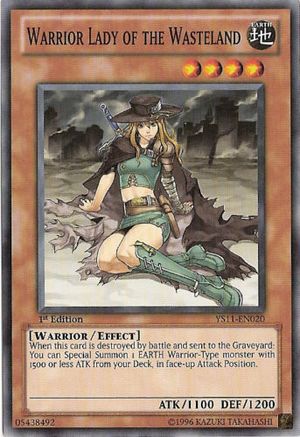 WARRIOR LADY OF THE WASTELAND
EARTH
地
1st Edition
YS11-EN020
[WARRIOR / EFFECT]
When this card is destroyed by battle and sent to the Graveyard:
You can Special Summon 1 EARTH Warrior-Type monster with
1500 or less ATK from your Deck, in face-up Attack Position.
ATK/1100 DEF/1200
05438492
©1996 KAZUKI TAKAHASHI